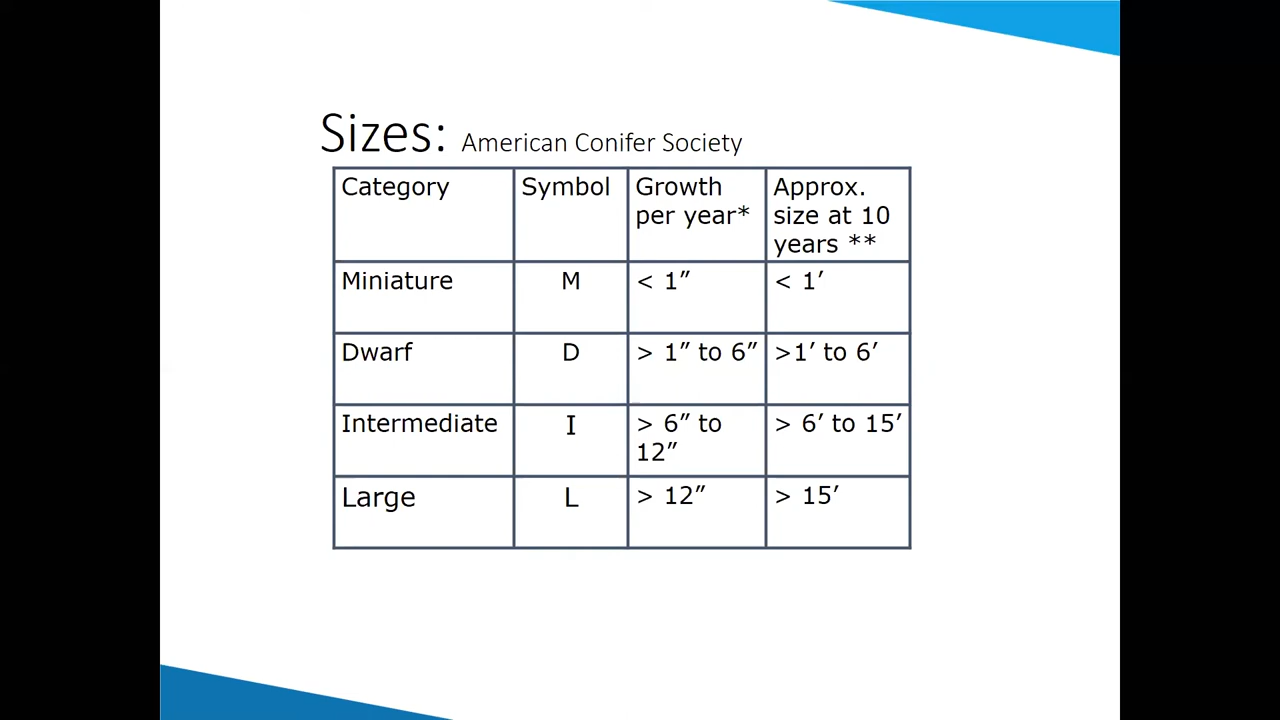 Sizes: American Conifer Society
Category Symbol Growth per year* Approx. size at 10 years **
Miniature M < 1” < 1’
Dwarf D > 1” to 6” >1’ to 6’
Intermediate I > 6” to 12” > 6’ to 15’
Large L > 12” > 15’